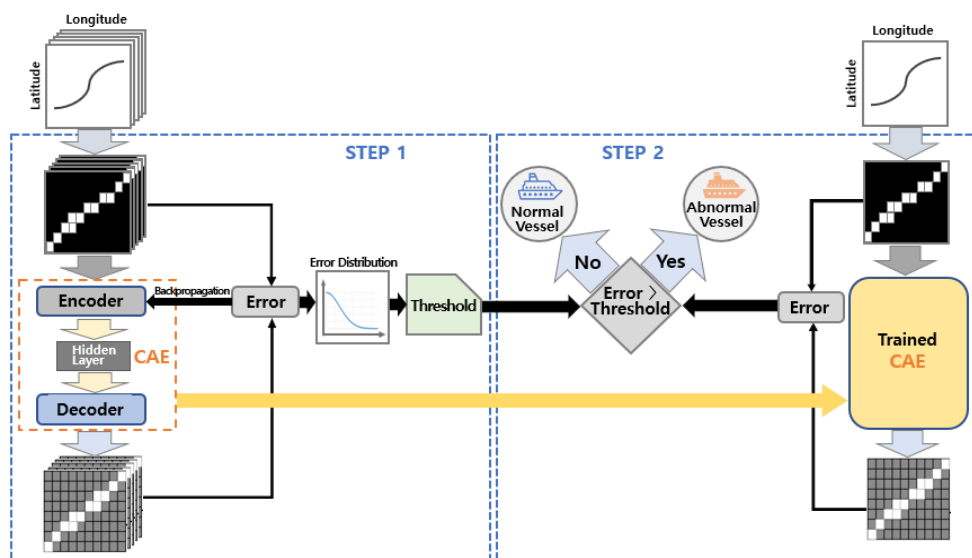 Longitude
Latitude
Longitude
Latitude
STEP 1
STEP 2
Normal
Vessel
Abnormal
Vessel
No
Yes
Error Distribution
Backpropagation
Encoder
Error
Threshold
Error >
Threshold
Error
Trained
CAE
Hidden
Layer
CAE
Decoder